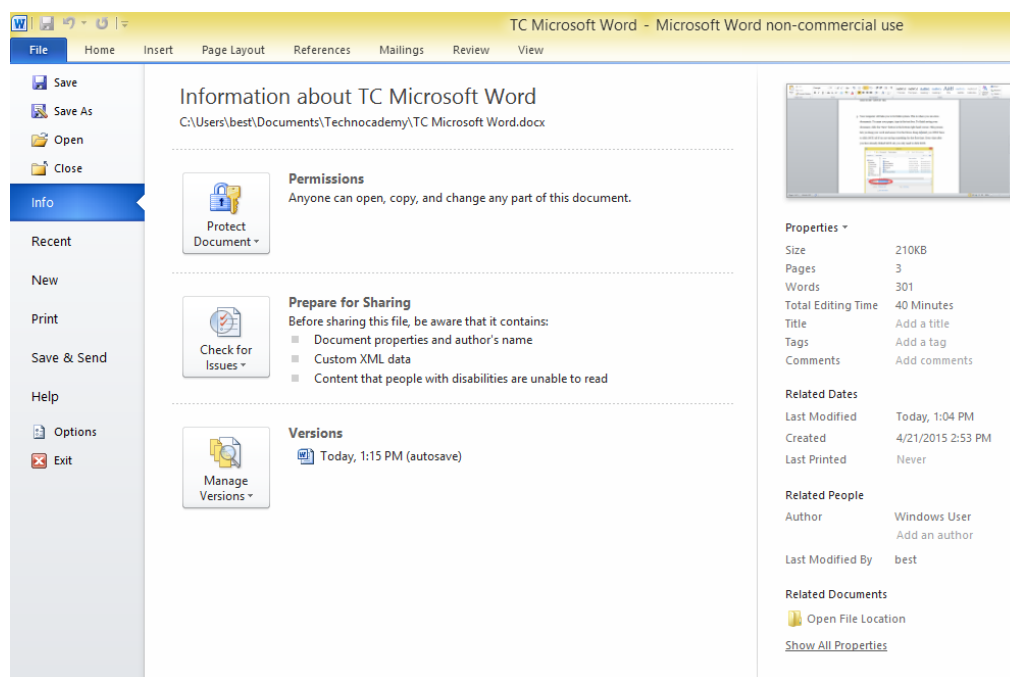 TC Microsoft Word - Microsoft Word non-commercial use
File Home Insert Page Layout References Mailings Review View
Save
Save As
Open
Close
Info
Recent
New
Print
Save & Send
Help
Options
Exit
Information about TC Microsoft Word
C:\Users\best\Documents\Technocademy\TC Microsoft Word.docx
Protect
Document
Permissions
Anyone can open, copy, and change any part of this document.
Check for
Issues
Prepare for Sharing
Before sharing this file, be aware that it contains:
Document properties and author's name
Custom XML data
Content that people with disabilities are unable to read
Manage
Versions
Versions
Today, 1:15 PM (autosave)
Properties
Size 210KB
Pages 3
Words 301
Total Editing Time 40 Minutes
Title Add a title
Tags Add a tag
Comments Add comments
Related Dates
Last Modified Today, 1:04 PM
Created 4/21/2015 2:53 PM
Last Printed Never
Related People
Author Windows User
Add an author
Last Modified By best
Related Documents
Open File Location
Show All Properties